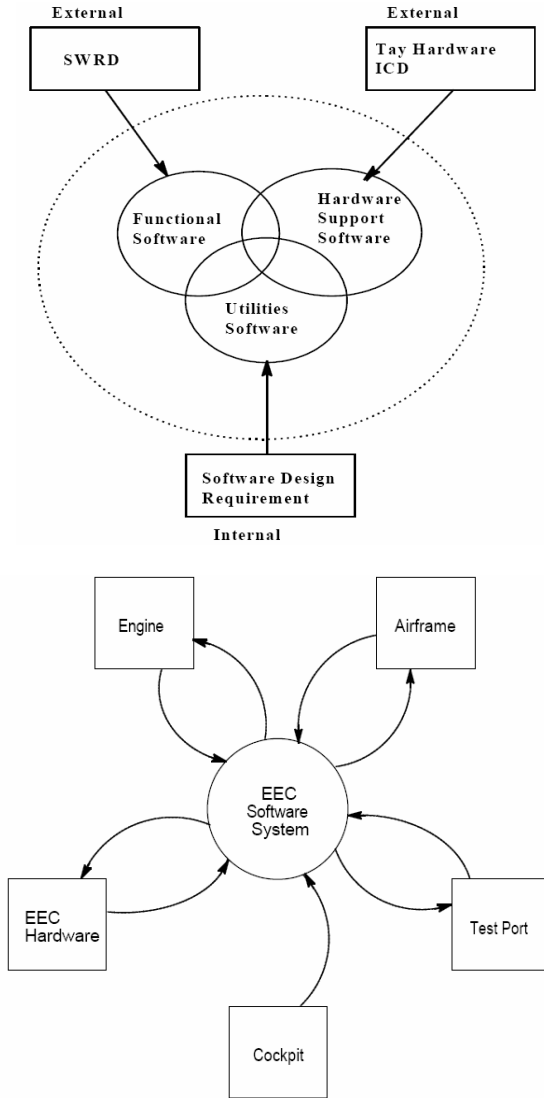 External
External
SWRD
Tay Hardware
ICD
Functional
Software
Hardware
Support
Software
Utilities
Software
Software Design
Requirement
Internal
Engine
Airframe
EEC
Software
System
EEC
Hardware
Test Port
Cockpit